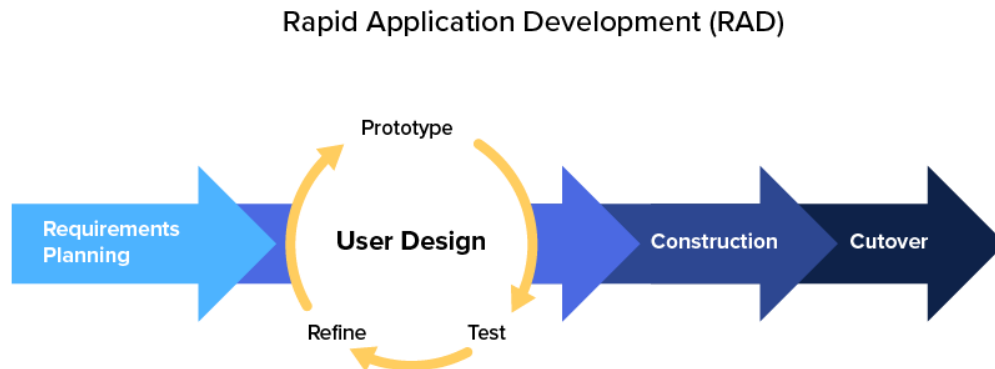 Rapid Application Development (RAD)
Prototype
Requirements
Planning
User Design
Construction
Cutover
Refine
Test